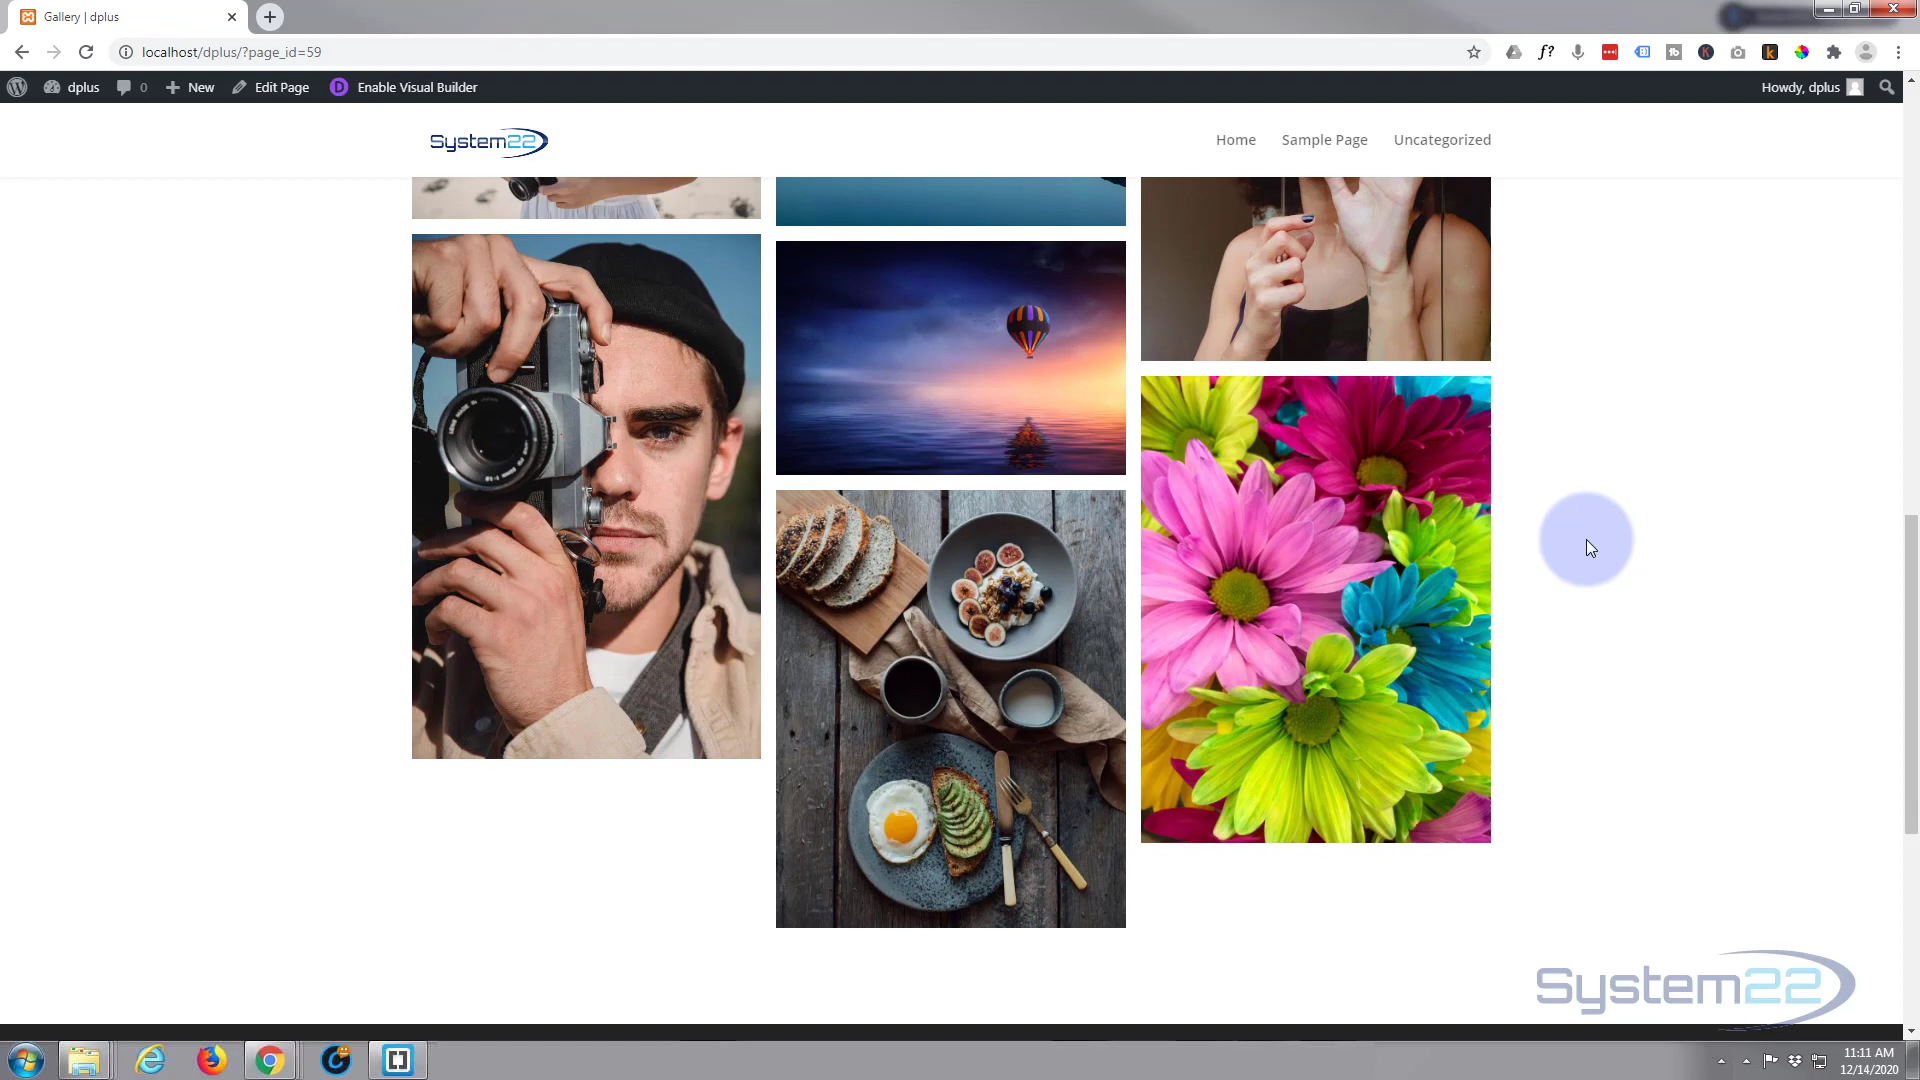 Gallery | dplus
localhost/dplus/?page_id=59
dplus
0
New
Edit Page
Enable Visual Builder
Howdy, dplus
System22
Home
Sample Page
Uncategorized
System22
11:11 AM
12/14/2020